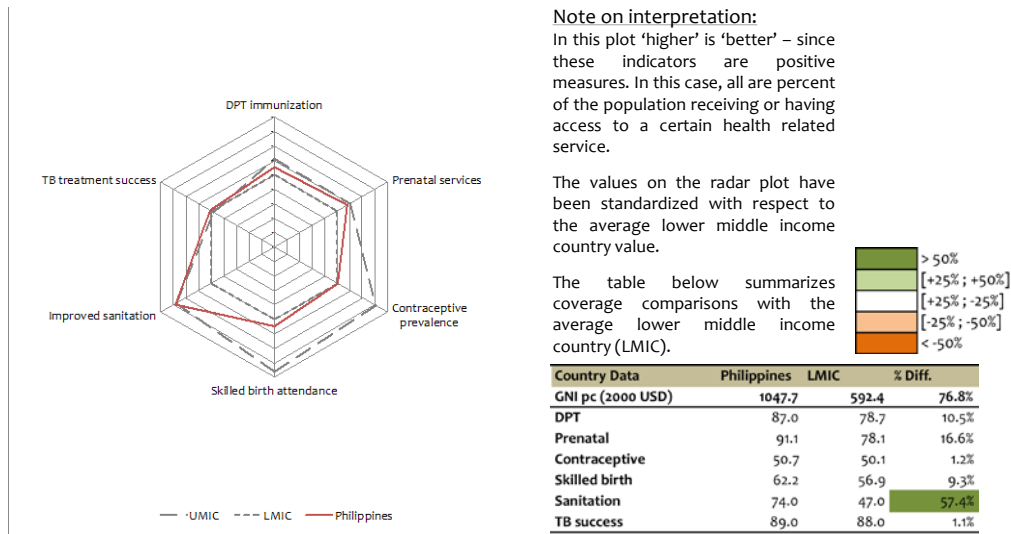 DPT immunization
TB treatment success
Prenatal services
Improved sanitation
Contraceptive
prevalence
Skilled birth attendance
·UMIC
LMIC
Philippines
Note on interpretation:
In this plot ‘higher’ is ‘better’ – since
these indicators are positive
measures. In this case, all are percent
of the population receiving or having
access to a certain health related
service.
The values on the radar plot have
been standardized with respect to
the average lower middle income
country value.
The table below summarizes
coverage comparisons with the
average lower middle income
country (LMIC).
> 50%
[+25% ; +50%]
[+25% ; -25%]
[-25% ; -50%]
< -50%
Country Data Philippines LMIC % Diff.
GNI pc (2000 USD) 1047.7 592.4 76.8%
DPT 87.0 78.7 10.5%
Prenatal 91.1 78.1 16.6%
Contraceptive 50.7 50.1 1.2%
Skilled birth 62.2 56.9 9.3%
Sanitation 74.0 47.0 57.4%
TB success 89.0 88.0 1.1%